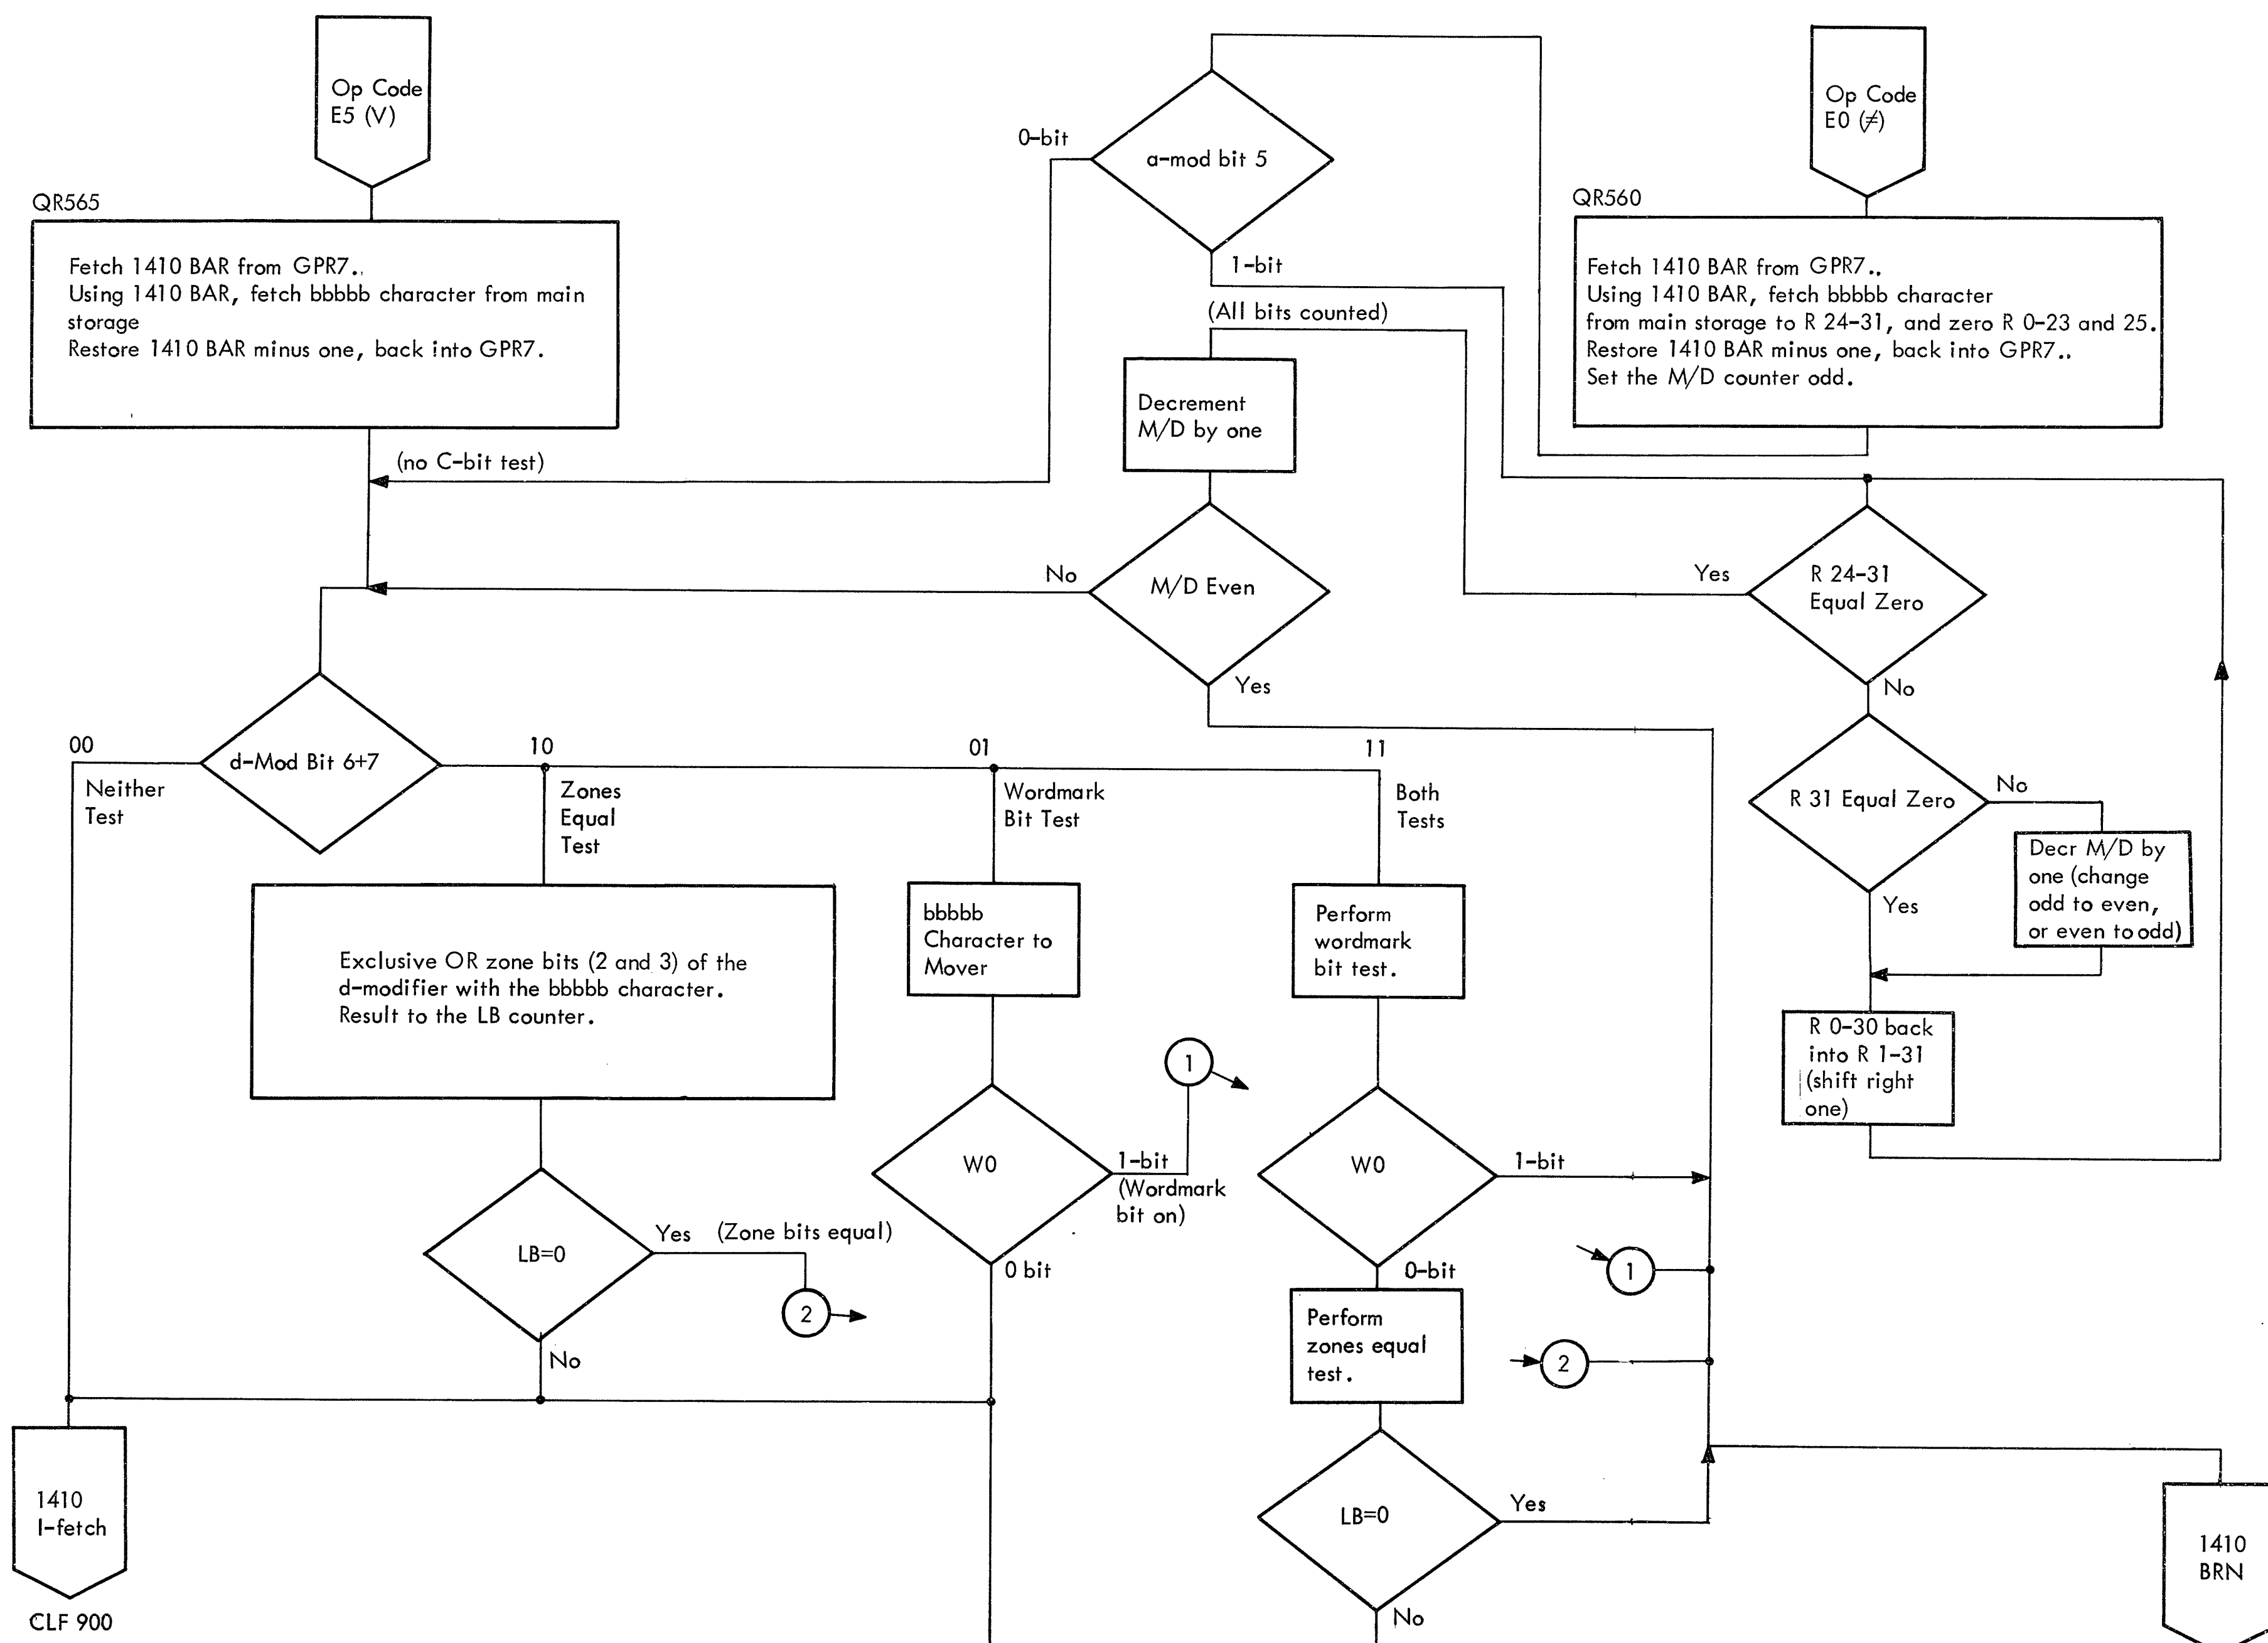 Op Code
E5 (V)
QR565
Fetch 1410 BAR from GPR7..
Using 1410 BAR, fetch bbbbb character from main
storage
Restore 1410 BAR minus one, back into GPR7.
(no C-bit test)
0-bit
a-mod bit 5
1-bit
(All bits counted)
Decrement
M/D by one
No
M/D Even
Yes
Op Code
E0 (≠)
QR560
Fetch 1410 BAR from GPR7..
Using 1410 BAR, fetch bbbbb character
from main storage to R 24-31, and zero R 0-23 and 25.
Restore 1410 BAR minus one, back into GPR7..
Set the M/D counter odd.
Yes
R 24-31
Equal Zero
No
R 31 Equal Zero
No
Decr M/D by
one (change
odd to even,
or even to odd)
Yes
R 0-30 back
into R 1-31
(shift right
one)
00
Neither
Test
d-Mod Bit 6+7
10
Zones
Equal
Test
01
Wordmark
Bit Test
11
Both
Tests
Exclusive OR zone bits (2 and 3) of the
d-modifier with the bbbbb character.
Result to the LB counter.
LB=0
Yes (Zone bits equal)
2
No
bbbbb
Character to
Mover
W0
1-bit
(Wordmark
bit on)
1
0 bit
Perform
wordmark
bit test.
W0
1-bit
0-bit
1
2
Perform
zones equal
test.
LB=0
Yes
No
1410
I-fetch
CLF 900
1410
BRN